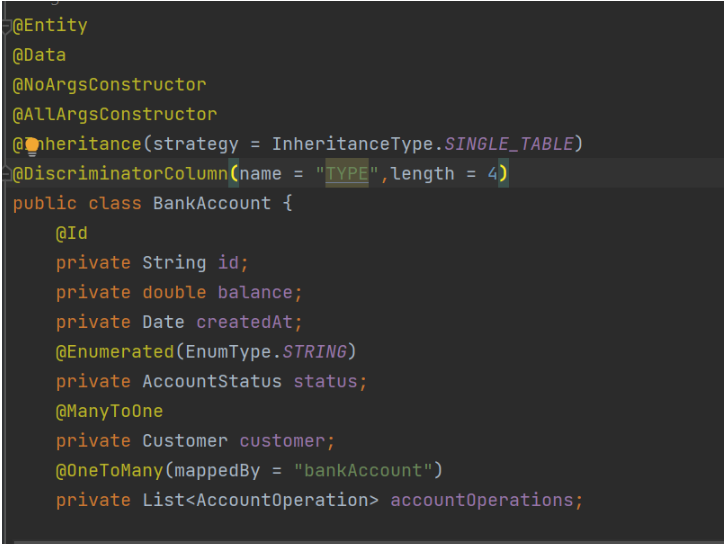 @Entity
@Data
@NoArgsConstructor
@AllArgsConstructor
@Inheritance(strategy = InheritanceType.SINGLE_TABLE)
@DiscriminatorColumn(name = "TYPE",length = 4)
public class BankAccount {
    @Id
    private String id;
    private double balance;
    private Date createdAt;
    @Enumerated(EnumType.STRING)
    private AccountStatus status;
    @ManyToOne
    private Customer customer;
    @OneToMany(mappedBy = "bankAccount")
    private List<AccountOperation> accountOperations;